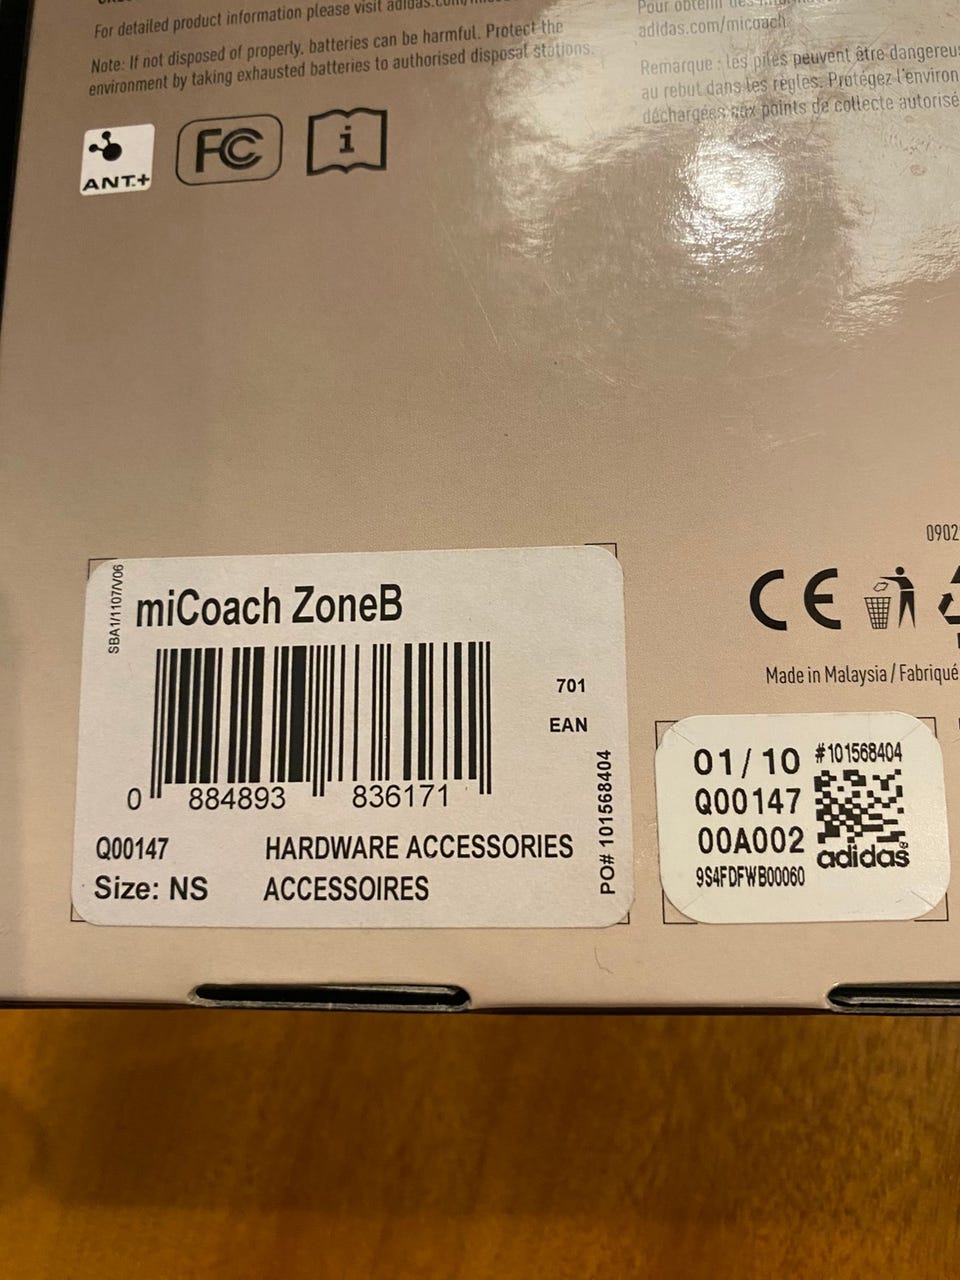 For detailed product information please visit adidas.com/
Note: If not disposed of properly, batteries can be harmful. Protect the
environment by taking exhausted batteries to authorised disposal stations.
Pour obtenir des
adidas.com/micoach
Remarque : les piles peuvent être dangereus
au rebut dans les règles. Protégez l'environ
déchargées aux points de collecte autorisé
ANT+
FC
i
0902
CE
Made in Malaysia / Fabriqué
SBA1/1107/V06
miCoach ZoneB
701
EAN
0 884893 836171
Q00147 HARDWARE ACCESSORIES
Size: NS ACCESSOIRES
PO# 101568404
01/10 #101568404
Q00147
00A002
adidas
9S4FDFWB00060